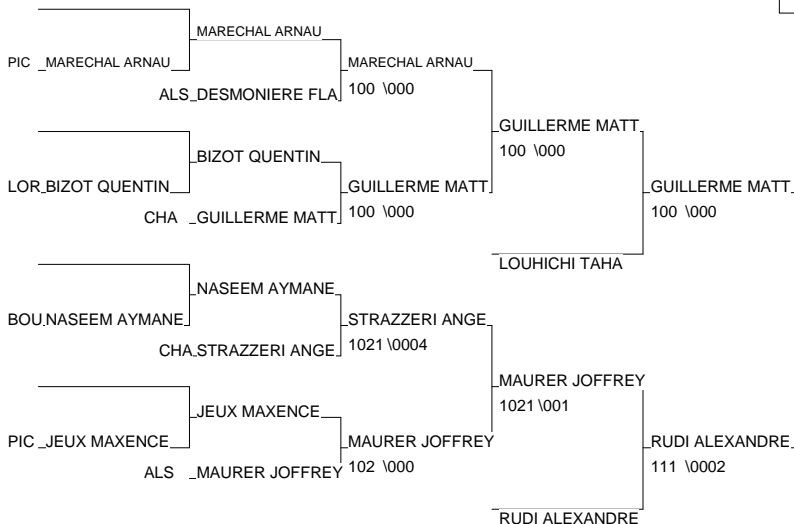 MARECHAL ARNAU
PIC MARECHAL ARNAU MARECHAL ARNAU
ALS DESMONIERE FLA 100 \000
GUILLERME MATT
100 \000
BIZOT QUENTIN
LOR BIZOT QUENTIN GUILLERME MATT GUILLERME MATT
CHA GUILLERME MATT 100 \000 100 \000
LOUHICHI TAHA
NASEEM AYMANE
BOU NASEEM AYMANE STRAZZERI ANGE
CHA STRAZZERI ANGE 1021 \0004
MAURER JOFFREY
1021 \001
JEUX MAXENCE
PIC JEUX MAXENCE MAURER JOFFREY RUDI ALEXANDRE
ALS MAURER JOFFREY 102 \000 111 \0002
RUDI ALEXANDRE